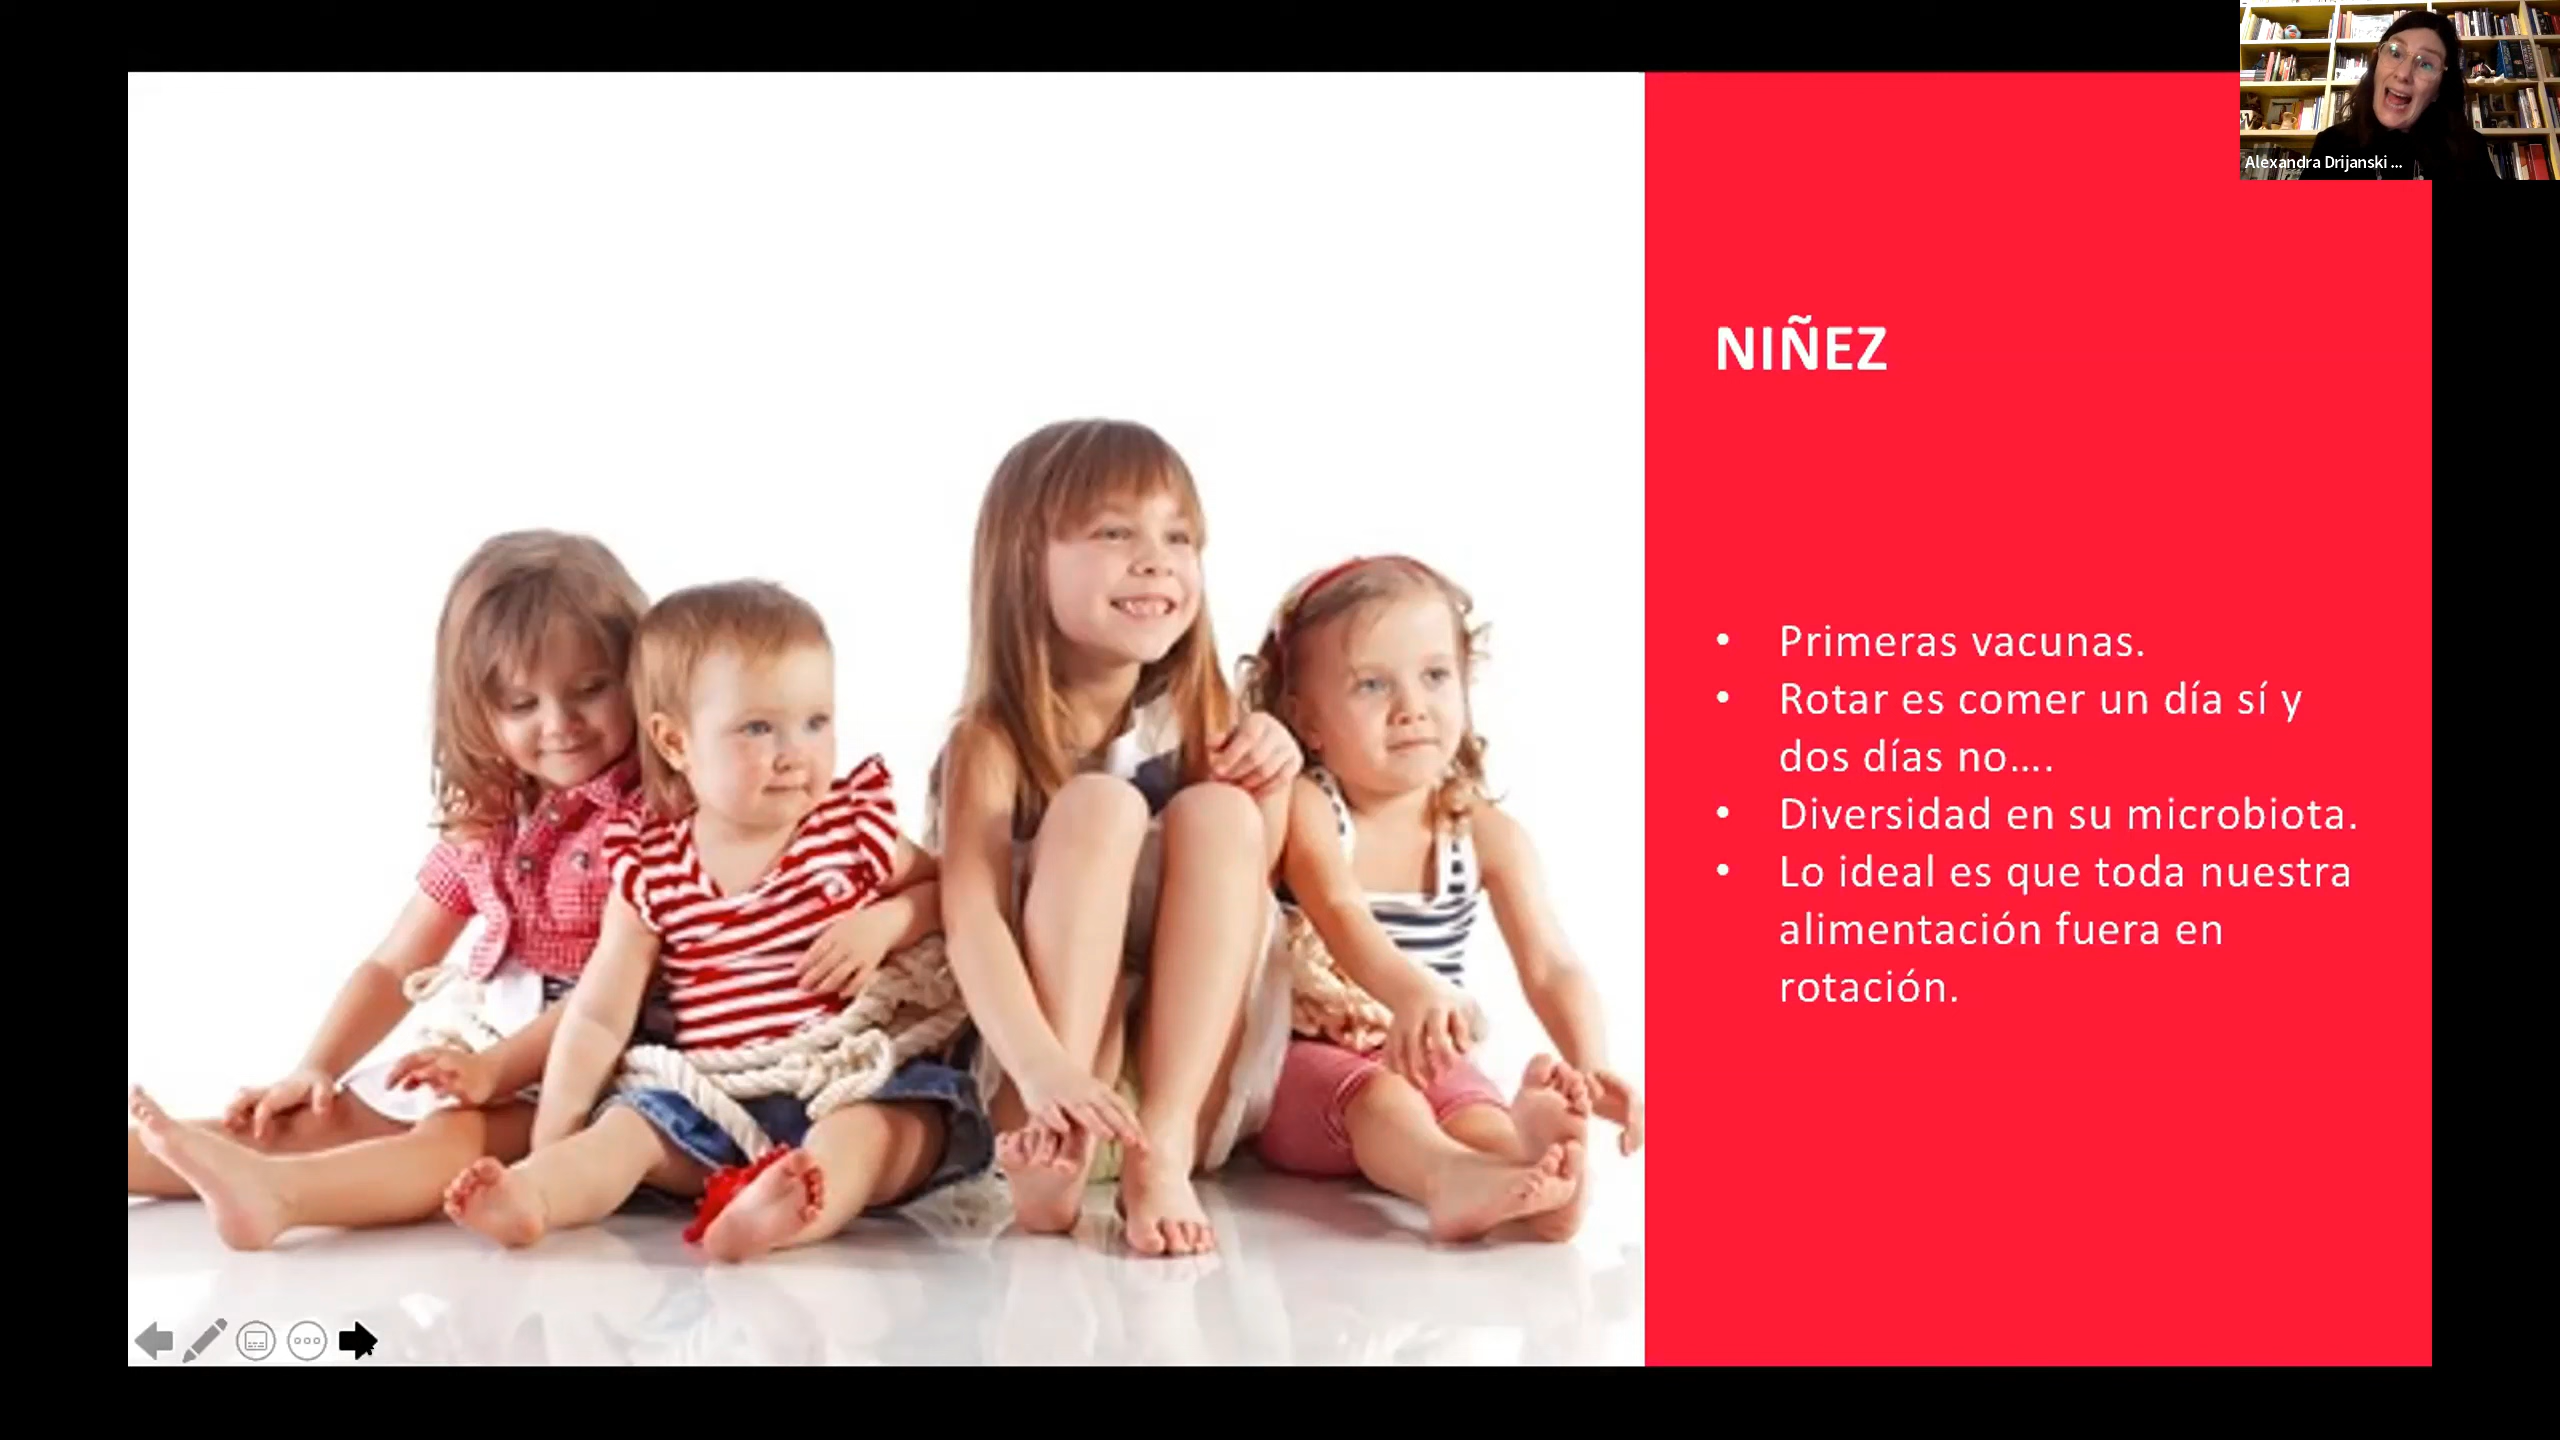 Alexandra Drijanski ...
NIÑEZ
• Primeras vacunas.
• Rotar es comer un día sí y
dos días no....
• Diversidad en su microbiota.
• Lo ideal es que toda nuestra
alimentación fuera en
rotación.